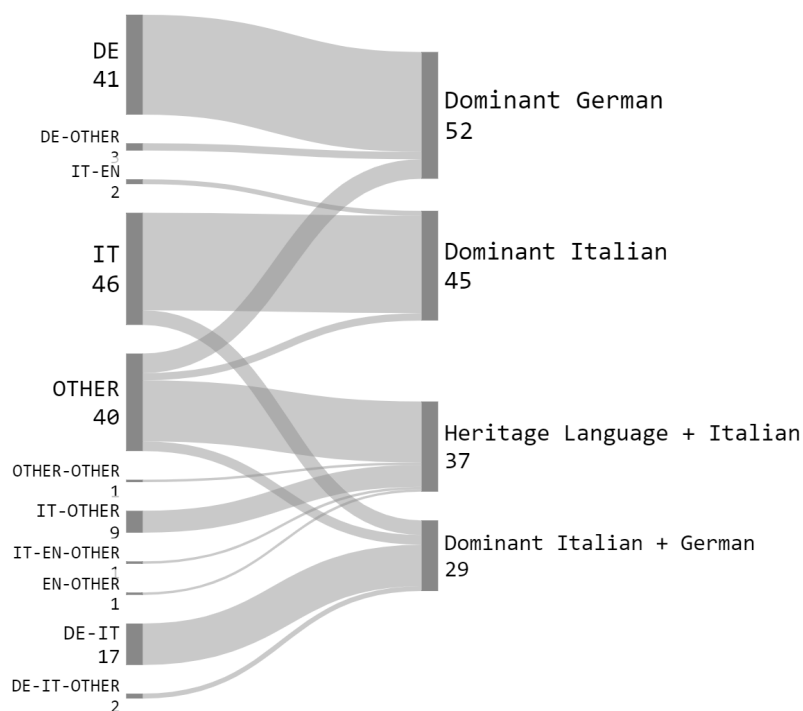 DE
41
DE-OTHER
3
IT-EN
2
IT
46
OTHER
40
OTHER-OTHER
1
IT-OTHER
9
IT-EN-OTHER
1
EN-OTHER
1
DE-IT
17
DE-IT-OTHER
2
Dominant German
52
Dominant Italian
45
Heritage Language + Italian
37
Dominant Italian + German
29